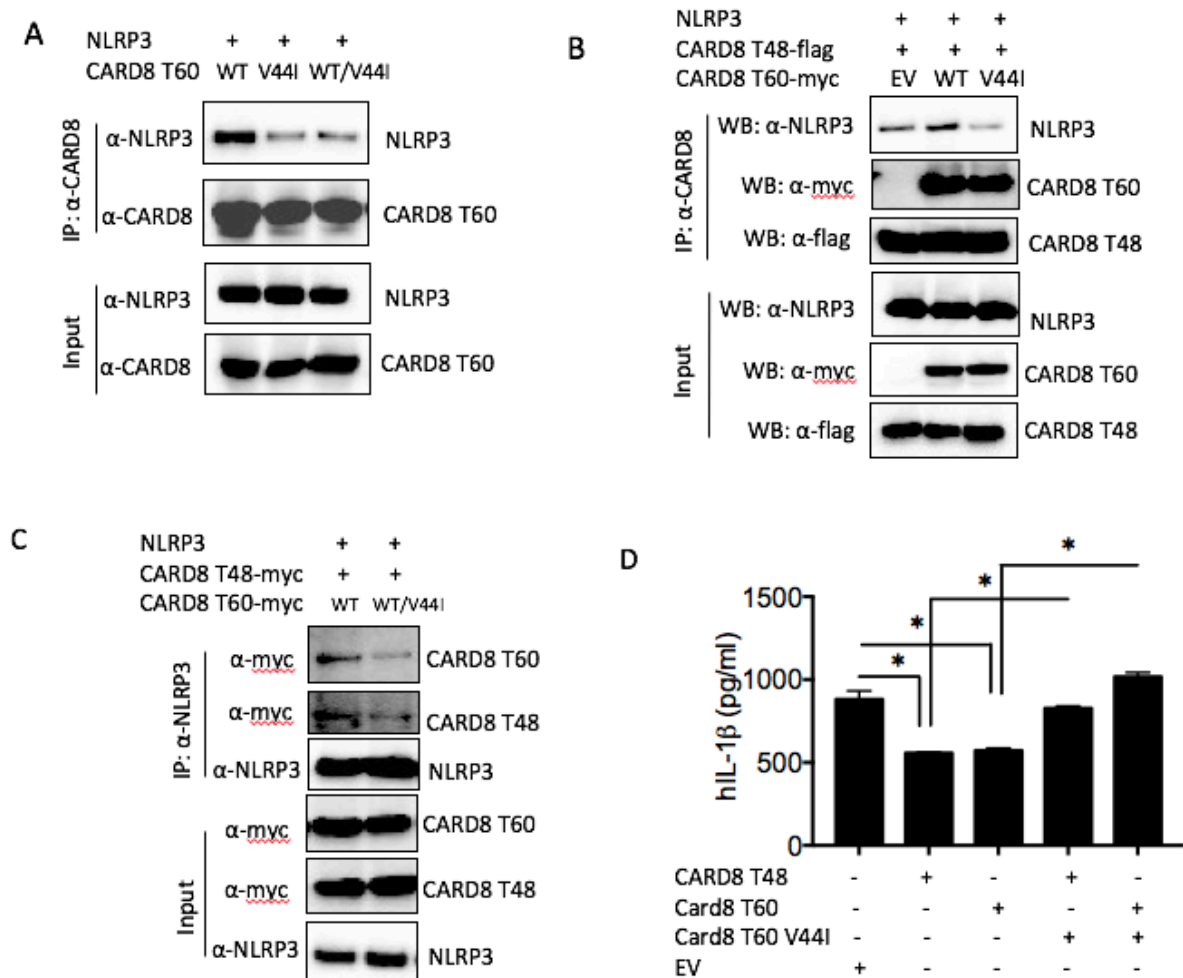 A
NLRP3 + + +
CARD8 T60 WT V44I WT/V44I
IP: α-CARD8
α-NLRP3 NLRP3
α-CARD8 CARD8 T60
Input
α-NLRP3 NLRP3
α-CARD8 CARD8 T60
B
NLRP3 + + +
CARD8 T48-flag + + +
CARD8 T60-myc EV WT V44I
IP: α-CARD8
WB: α-NLRP3 NLRP3
WB: α-myc CARD8 T60
WB: α-flag CARD8 T48
Input
WB: α-NLRP3 NLRP3
WB: α-myc CARD8 T60
WB: α-flag CARD8 T48
C
NLRP3 + +
CARD8 T48-myc + +
CARD8 T60-myc WT WT/V44I
IP: α-NLRP3
α-myc CARD8 T60
α-myc CARD8 T48
α-NLRP3 NLRP3
Input
α-myc CARD8 T60
α-myc CARD8 T48
α-NLRP3 NLRP3
D
*
*
*
*
hIL-1β (pg/ml)
1500
1000
500
0
CARD8 T48 - + - + -
Card8 T60 - - + - +
Card8 T60 V44I - - - + +
EV + - - - -